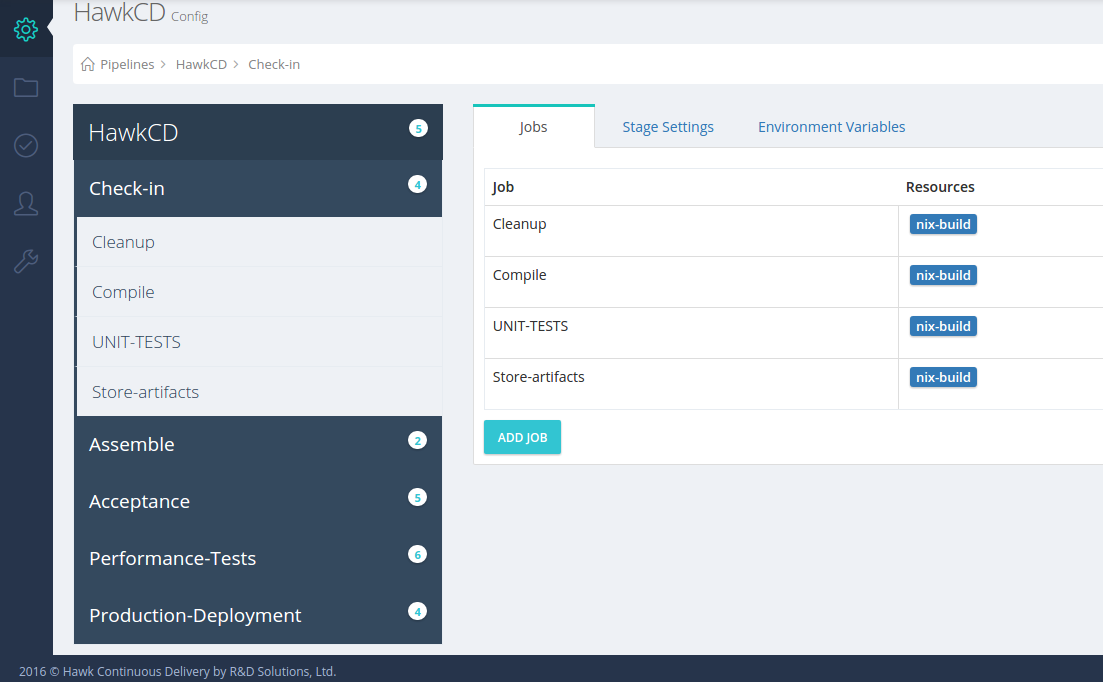 HawkCD Config
Pipelines > HawkCD > Check-in
HawkCD 5
Check-in 4
Cleanup
Compile
UNIT-TESTS
Store-artifacts
Assemble 2
Acceptance 5
Performance-Tests 6
Production-Deployment 4
Jobs Stage Settings Environment Variables
Job Resources
Cleanup nix-build
Compile nix-build
UNIT-TESTS nix-build
Store-artifacts nix-build
ADD JOB
2016 © Hawk Continuous Delivery by R&D Solutions, Ltd.